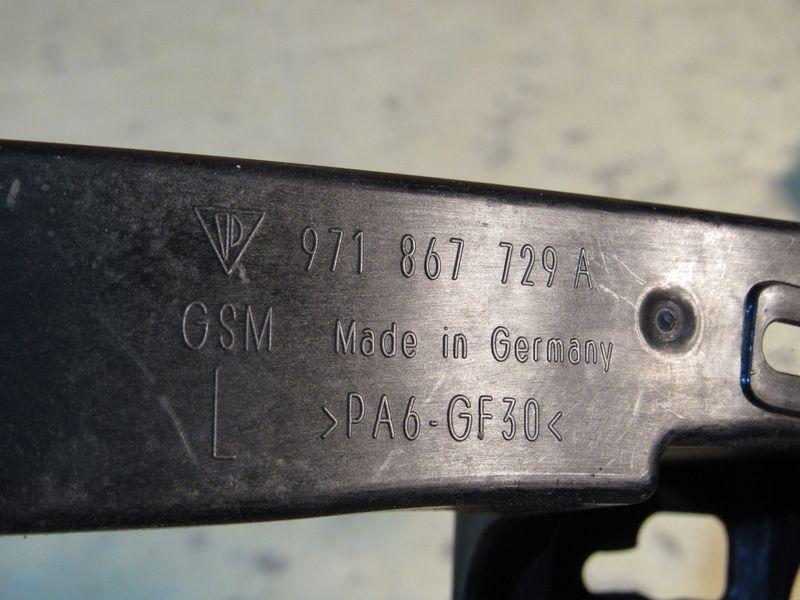 971 867 729 A
GSM Made in Germany
L >PA6-GF30<